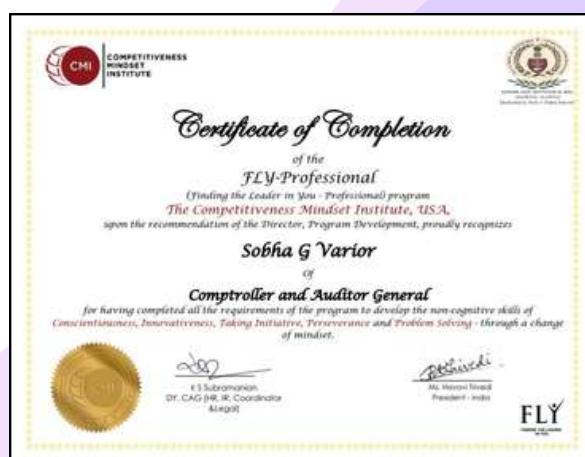 CMI
COMPETITIVENESS
MINDSET
INSTITUTE
Certificate of Completion
of the
FLY-Professional
(Finding the Leader in You - Professional) program
The Competitiveness Mindset Institute, USA,
upon the recommendation of the Director, Program Development, proudly recognizes
Sobha G Varior
Of
Comptroller and Auditor General
for having completed all the requirements of the program to develop the non-cognitive skills of
Conscientiousness, Innovativeness, Taking Initiative, Perseverance and Problem Solving - through a change
of mindset.
CMI
K S Subramanian
DY. CAG (HR, IR, Coordinator
&Legal)
Ms. Havovi Trivedi
President - India
FLY